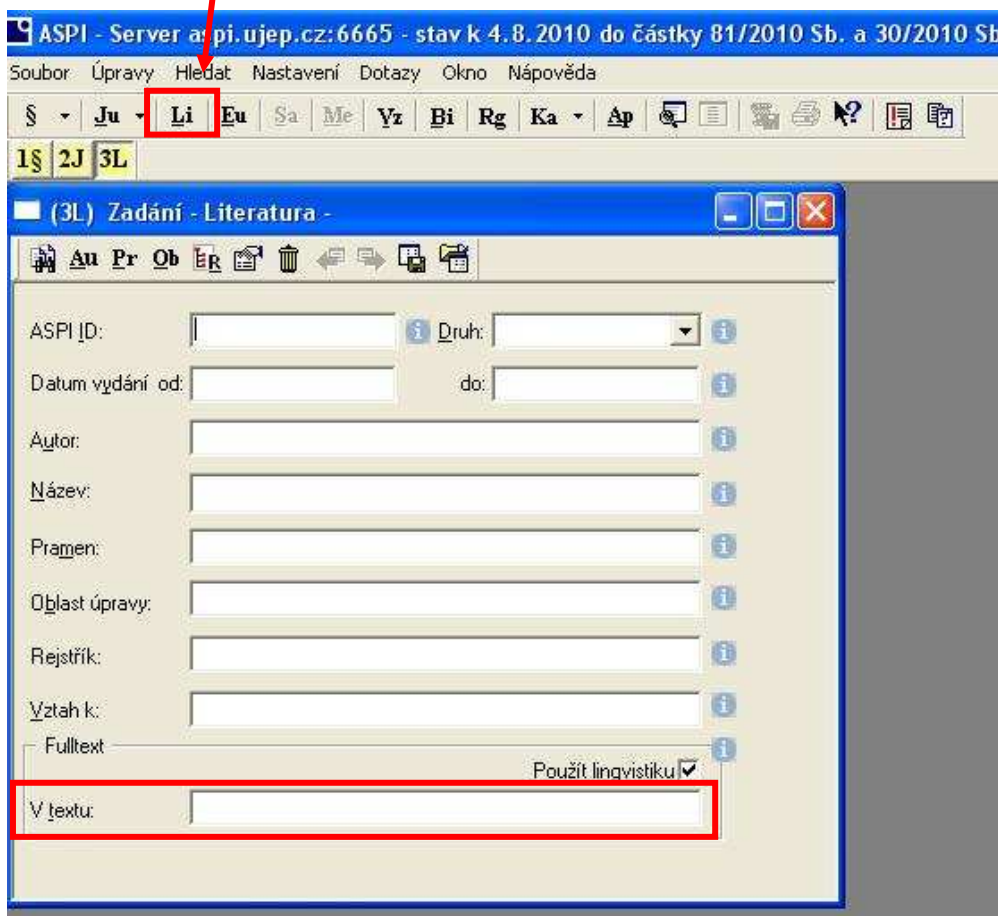 ASPI - Server aspi.ujep.cz:6665 - stav k 4.8.2010 do částky 81/2010 Sb. a 30/2010 Sb
Soubor Úpravy Hledat Nastavení Dotazy Okno Nápověda
§ Ju Li Eu Sa Me Vz Bi Rg Ka Ap
1§ 2J 3L
(3L) Zadání - Literatura -
Au Pr Ob ER
ASPI ID: Druh:
Datum vydání od: do:
Autor:
Název:
Pramen:
Oblast úpravy:
Rejstřík:
Vztah k:
Fulltext
Použít lingvistiku
V textu: